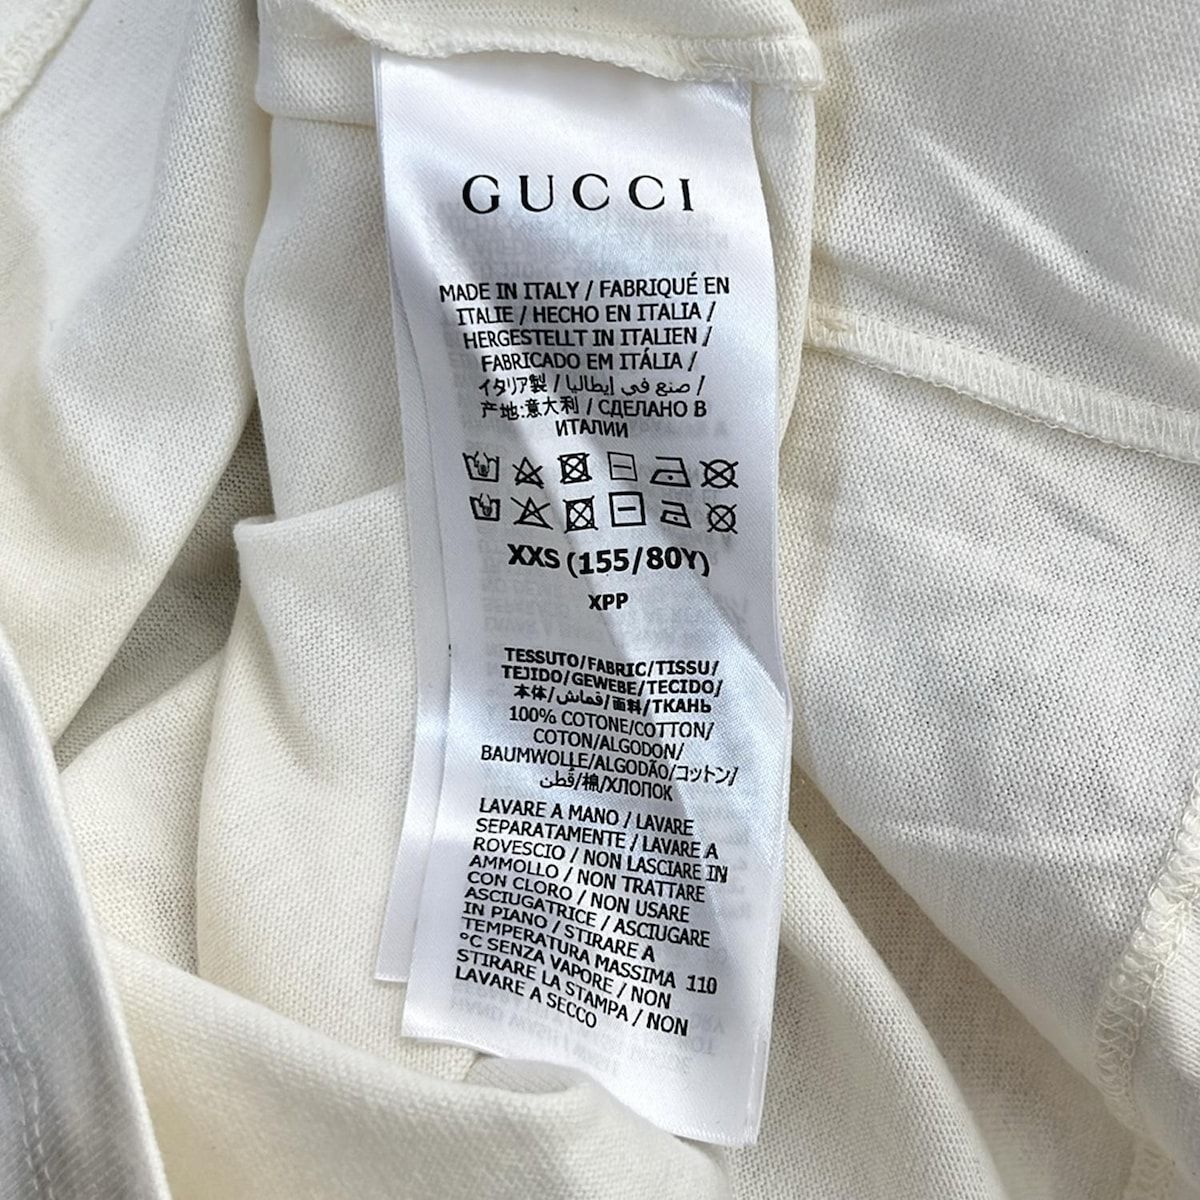 GUCCI
MADE IN ITALY / FABRIQUÉ EN
ITALIE / HECHO EN ITALIA /
HERGESTELLT IN ITALIEN /
FABRICADO EM ITÁLIA /
イタリア製 / صنع في إيطاليا /
产地:意大利 / СДЕЛАНО В
ИТАЛИИ
XXS (155/80Y)
XPP
TESSUTO/FABRIC/TISSU/
TEJIDO/GEWEBE/TECIDO/
本体/قماش/面料/ТКАНЬ
100% COTONE/COTTON/
COTON/ALGODON/
BAUMWOLLE/ALGODÃO/コットン/
قُطن/棉/ХЛОПОК
LAVARE A MANO / LAVARE
SEPARATAMENTE / LAVARE A
ROVESCIO / NON LASCIARE IN
AMMOLLO / NON TRATTARE
CON CLORO / NON USARE
ASCIUGATRICE / ASCIUGARE
IN PIANO / STIRARE A
TEMPERATURA MASSIMA 110
°C SENZA VAPORE / NON
STIRARE LA STAMPA / NON
LAVARE A SECCO